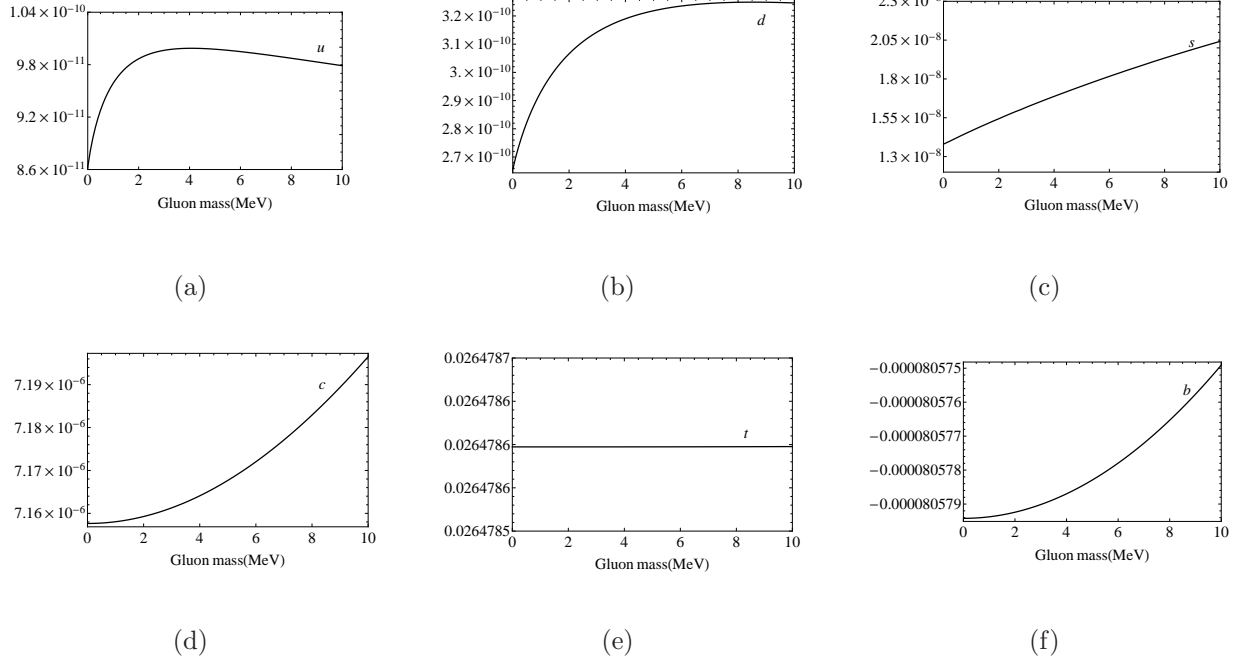 1.04 × 10⁻¹⁰
9.8 × 10⁻¹¹
9.2 × 10⁻¹¹
8.6 × 10⁻¹¹
u
0 2 4 6 8 10
Gluon mass(MeV)
(a)
3.2 × 10⁻¹⁰
3.1 × 10⁻¹⁰
3. × 10⁻¹⁰
2.9 × 10⁻¹⁰
2.8 × 10⁻¹⁰
2.7 × 10⁻¹⁰
d
0 2 4 6 8 10
Gluon mass(MeV)
(b)
2.05 × 10⁻⁸
1.8 × 10⁻⁸
1.55 × 10⁻⁸
1.3 × 10⁻⁸
s
0 2 4 6 8 10
Gluon mass(MeV)
(c)
7.19 × 10⁻⁶
7.18 × 10⁻⁶
7.17 × 10⁻⁶
7.16 × 10⁻⁶
c
0 2 4 6 8 10
Gluon mass(MeV)
(d)
0.0264787
0.0264786
0.0264786
0.0264785
t
0 2 4 6 8 10
Gluon mass(MeV)
(e)
−0.000080575
−0.000080576
−0.000080577
−0.000080578
−0.000080579
b
0 2 4 6 8 10
Gluon mass(MeV)
(f)